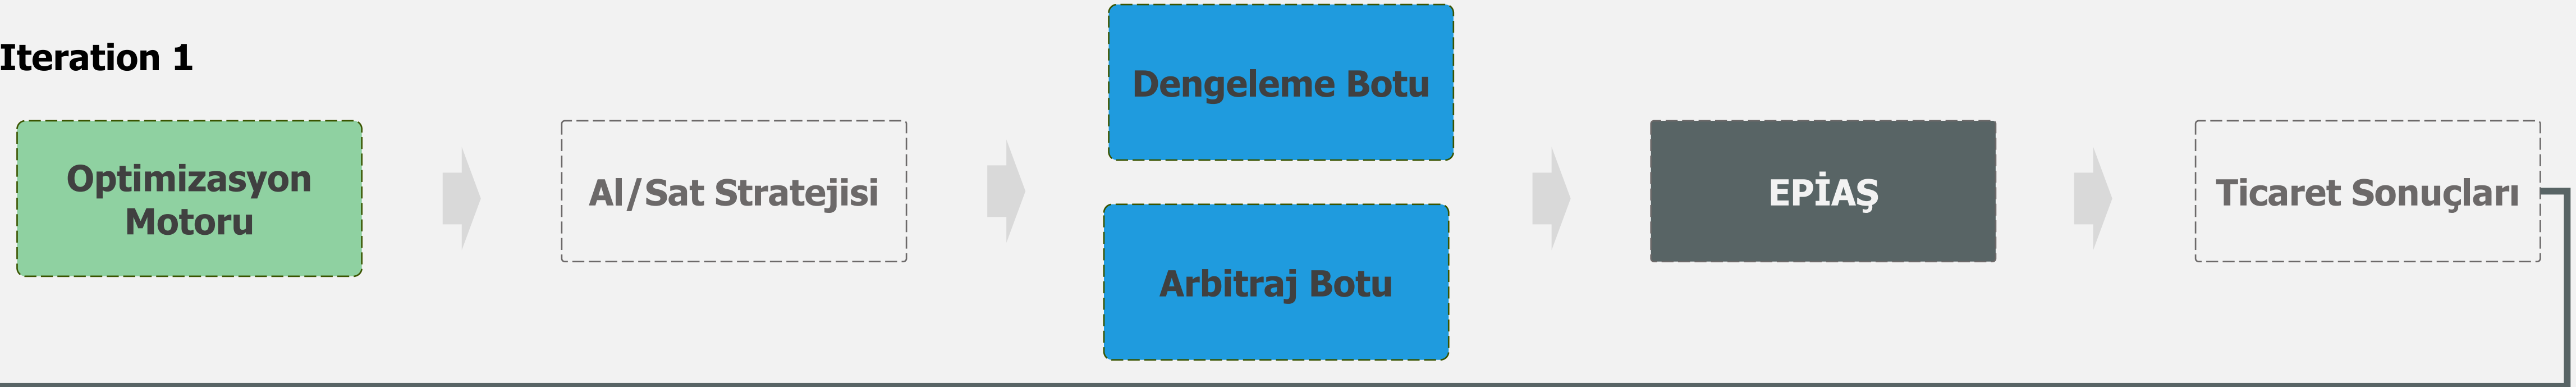 Iteration 1
Optimizasyon
Motoru
Al/Sat Stratejisi
Dengeleme Botu
Arbitraj Botu
EPİAŞ
Ticaret Sonuçları